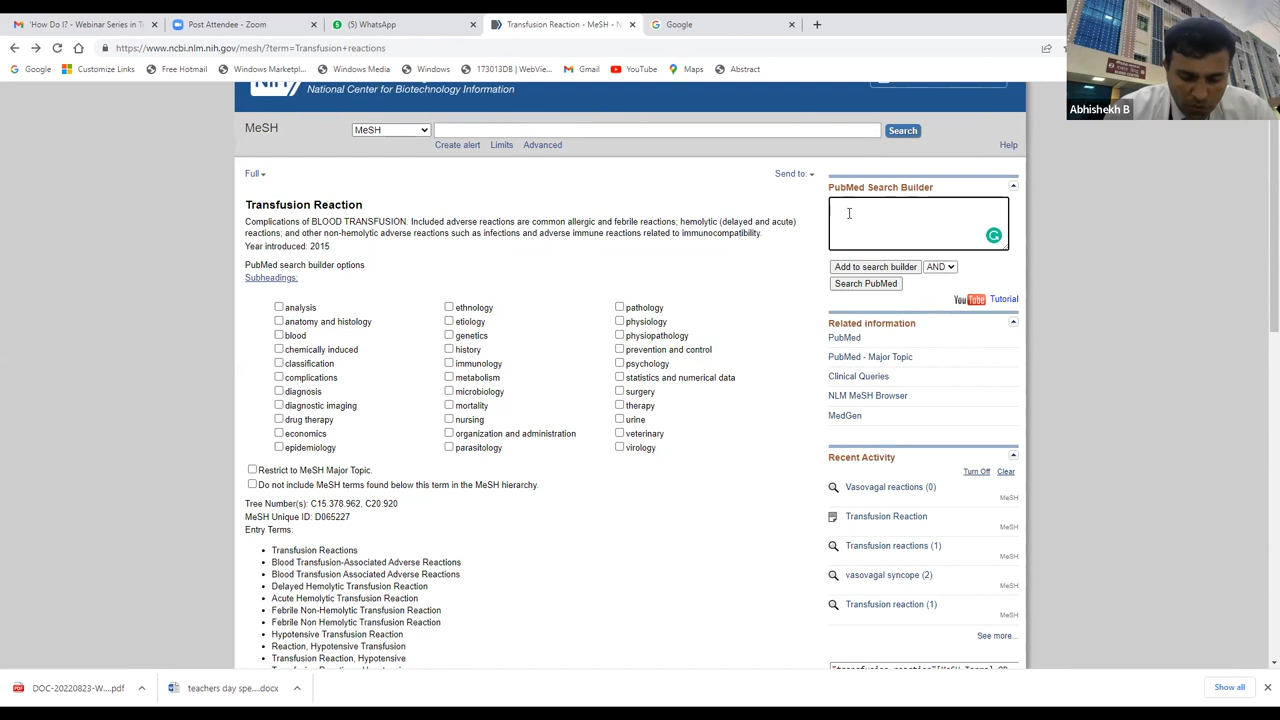 'How Do I? - Webinar Series in T
Post Attendee - Zoom
(5) WhatsApp
Transfusion Reaction - MeSH - N
Google
https://www.ncbi.nlm.nih.gov/mesh/?term=Transfusion+reactions
Google
Customize Links
Free Hotmail
Windows Marketpl...
Windows Media
Windows
173013DB | WebVie...
Gmail
YouTube
Maps
Abstract
Abhishekh B
NIH
National Center for Biotechnology Information
MeSH
MeSH
Search
Create alert Limits Advanced
Help
Full
Send to:
Transfusion Reaction
Complications of BLOOD TRANSFUSION. Included adverse reactions are common allergic and febrile reactions; hemolytic (delayed and acute)
reactions; and other non-hemolytic adverse reactions such as infections and adverse immune reactions related to immunocompatibility.
Year introduced: 2015
PubMed search builder options
Subheadings:
analysis
anatomy and histology
blood
chemically induced
classification
complications
diagnosis
diagnostic imaging
drug therapy
economics
epidemiology
ethnology
etiology
genetics
history
immunology
metabolism
microbiology
mortality
nursing
organization and administration
parasitology
pathology
physiology
physiopathology
prevention and control
psychology
statistics and numerical data
surgery
therapy
urine
veterinary
virology
Restrict to MeSH Major Topic.
Do not include MeSH terms found below this term in the MeSH hierarchy.
Tree Number(s): C15.378.962, C20.920
MeSH Unique ID: D065227
Entry Terms:
Transfusion Reactions
Blood Transfusion-Associated Adverse Reactions
Blood Transfusion Associated Adverse Reactions
Delayed Hemolytic Transfusion Reaction
Acute Hemolytic Transfusion Reaction
Febrile Non-Hemolytic Transfusion Reaction
Febrile Non Hemolytic Transfusion Reaction
Hypotensive Transfusion Reaction
Reaction, Hypotensive Transfusion
Transfusion Reaction, Hypotensive
PubMed Search Builder
Add to search builder
AND
Search PubMed
YouTube Tutorial
Related information
PubMed
PubMed - Major Topic
Clinical Queries
NLM MeSH Browser
MedGen
Recent Activity
Turn Off Clear
Vasovagal reactions (0)
MeSH
Transfusion Reaction
MeSH
Transfusion reactions (1)
MeSH
vasovagal syncope (2)
MeSH
Transfusion reaction (1)
MeSH
See more...
"transfusion reaction"[MeSH Terms] OR
DOC-20220823-W....pdf
teachers day spe....docx
Show all